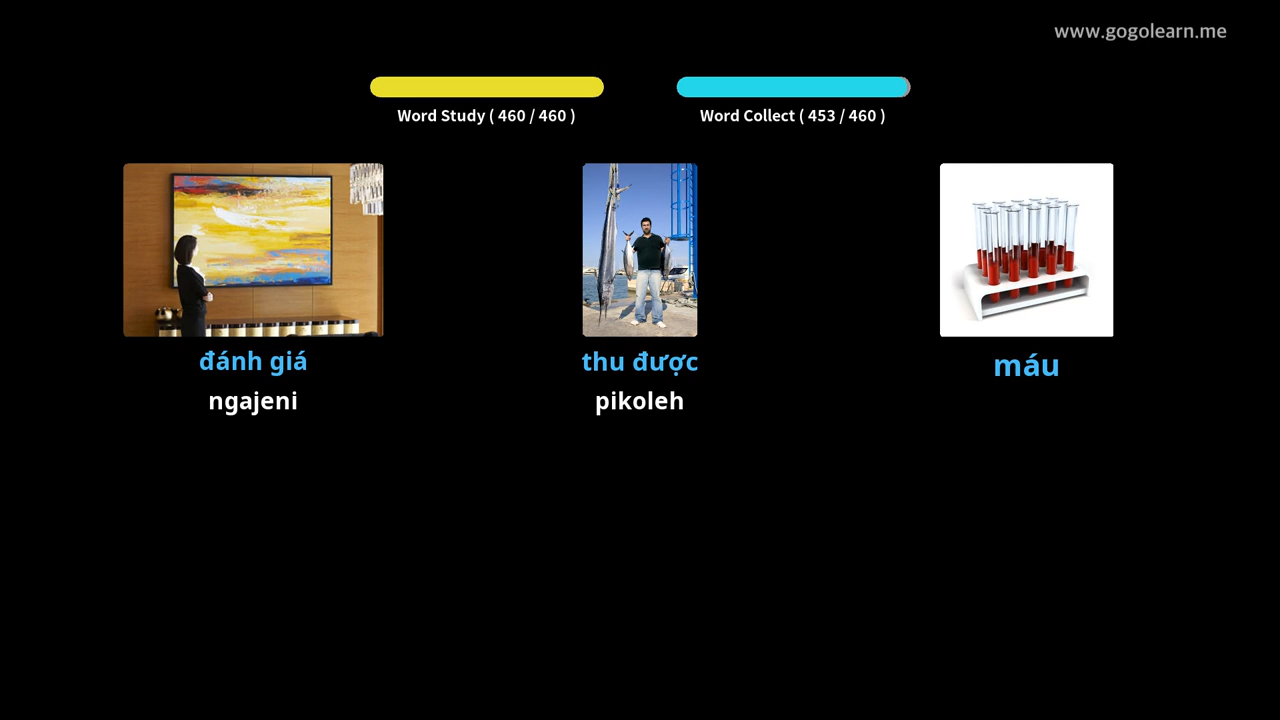 www.gogolearn.me
Word Study ( 460 / 460 )
Word Collect ( 453 / 460 )
đánh giá
ngajeni
thu được
pikoleh
máu